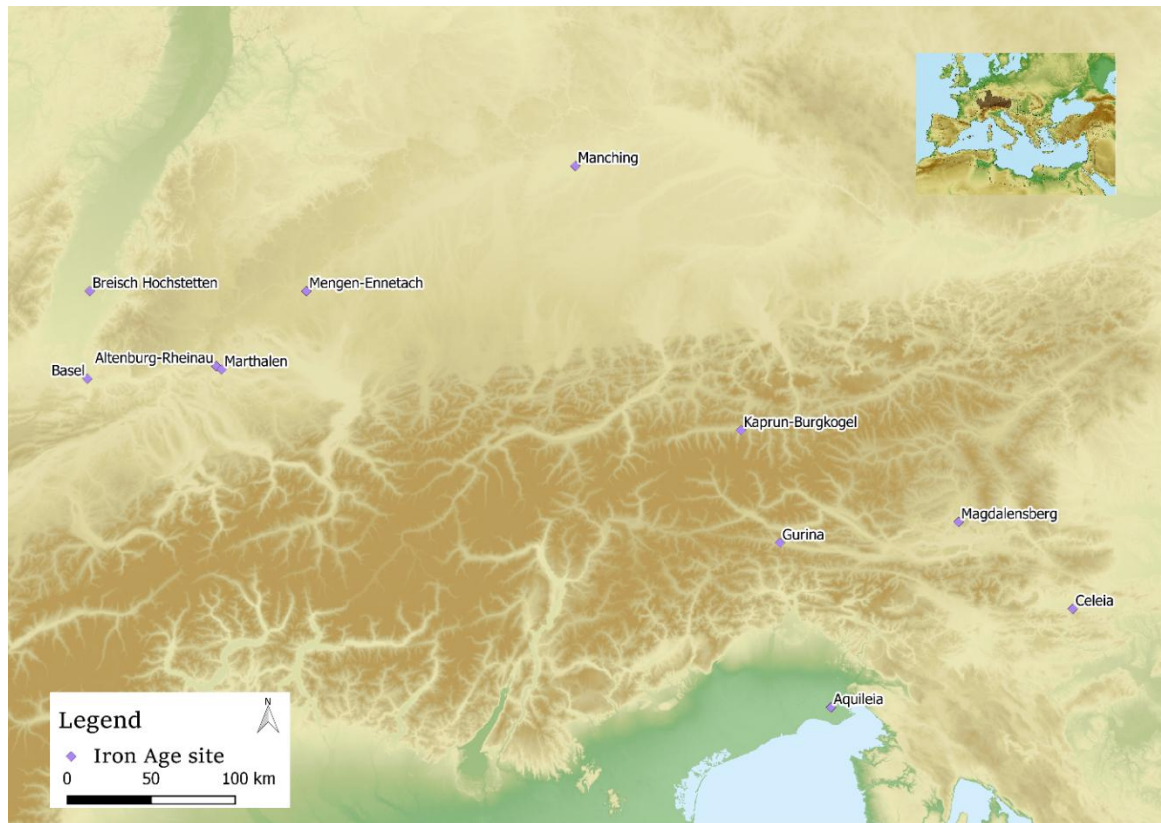 Manching
Breisch Hochstetten
Mengen-Ennetach
Altenburg-Rheinau
Marthalen
Basel
Kaprun-Burgkogel
Magdalensberg
Gurina
Celeia
Aquileia
Legend
N
Iron Age site
0 50 100 km